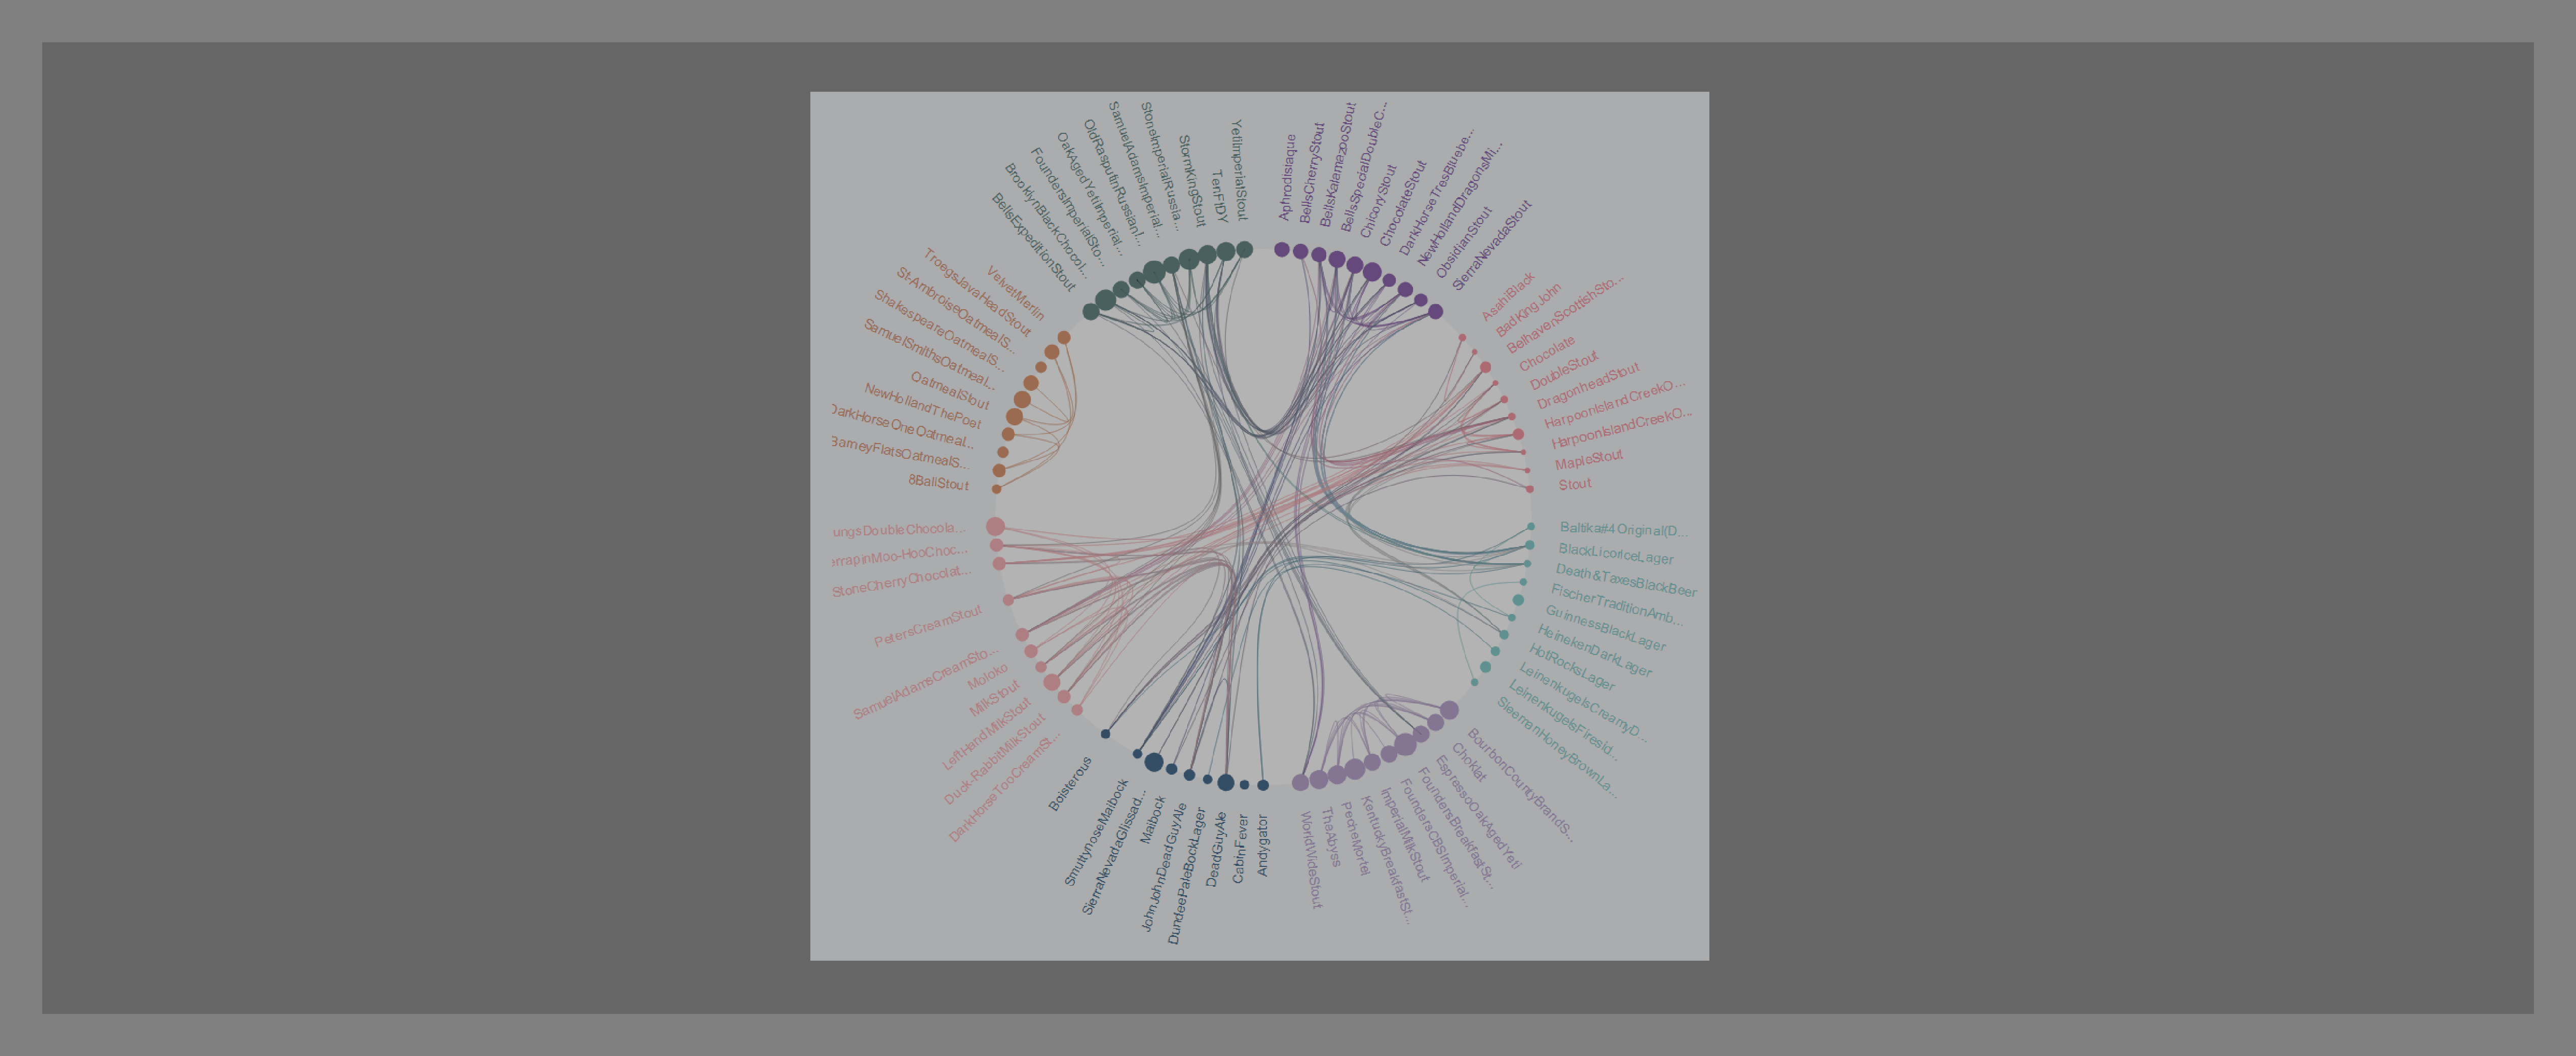 Aphrodisiaque
BellsCherryStout
BellsKalamazooStout
BellsSpecialDoubleC...
ChicoryStout
ChocolateStout
DarkHorseTresBluebe...
NewHollandDragonsMi...
ObsidianStout
SierraNevadaStout
AsahiBlack
BadKingJohn
BelhavenScottishSto...
Chocolate
DoubleStout
DragonheadStout
HarpoonIslandCreekO...
HarpoonIslandCreekO...
MapleStout
Stout
Baltika#4Original(D...
BlackLicoriceLager
Death&TaxesBlackBeer
FischerTraditionAmb...
GuinnessBlackLager
HeinekenDarkLager
HotRocksLager
LeinenkugelsCreamyD...
LeinenkugelsFiresid...
SleemanHoneyBrownLa...
BourbonCountyBrandS...
Choklat
EspressoOakAgedYeti
FoundersBreakfastSt...
FoundersCBSImperial...
ImperialMilkStout
KentuckyBreakfastSt...
PecheMortel
TheAbyss
WorldWideStout
Andygator
CabinFever
DeadGuyAle
DundeePaleBockLager
JohnJohnDeadGuyAle
Maibock
SierraNevadaGlissad...
SmuttynoseMaibock
Boisterous
DarkHorseTooCreamSt...
Duck-RabbitMilkStout
LeftHandMilkStout
MilkStout
Moloko
SamuelAdamsCreamSto...
PetersCreamStout
StoneCherryChocolat...
errapinMoo-HooChoc...
ungsDoubleChocola...
8BallStout
BarneyFlatsOatmealS...
DarkHorseOneOatmeal...
NewHollandThePoet
OatmealStout
SamuelSmithsOatmeal...
ShakespeareOatmealS...
St-AmbroiseOatmealS...
TroegsJavaHeadStout
VelvetMerlin
BellsExpeditionStout
BrooklynBlackChocol...
FoundersImperialSto...
OakAgedYetiImperial...
OldRasputinRussianI...
SamuelAdamsImperial...
StoneImperialRussia...
StormKingStout
TenFIDY
YetiImperialStout